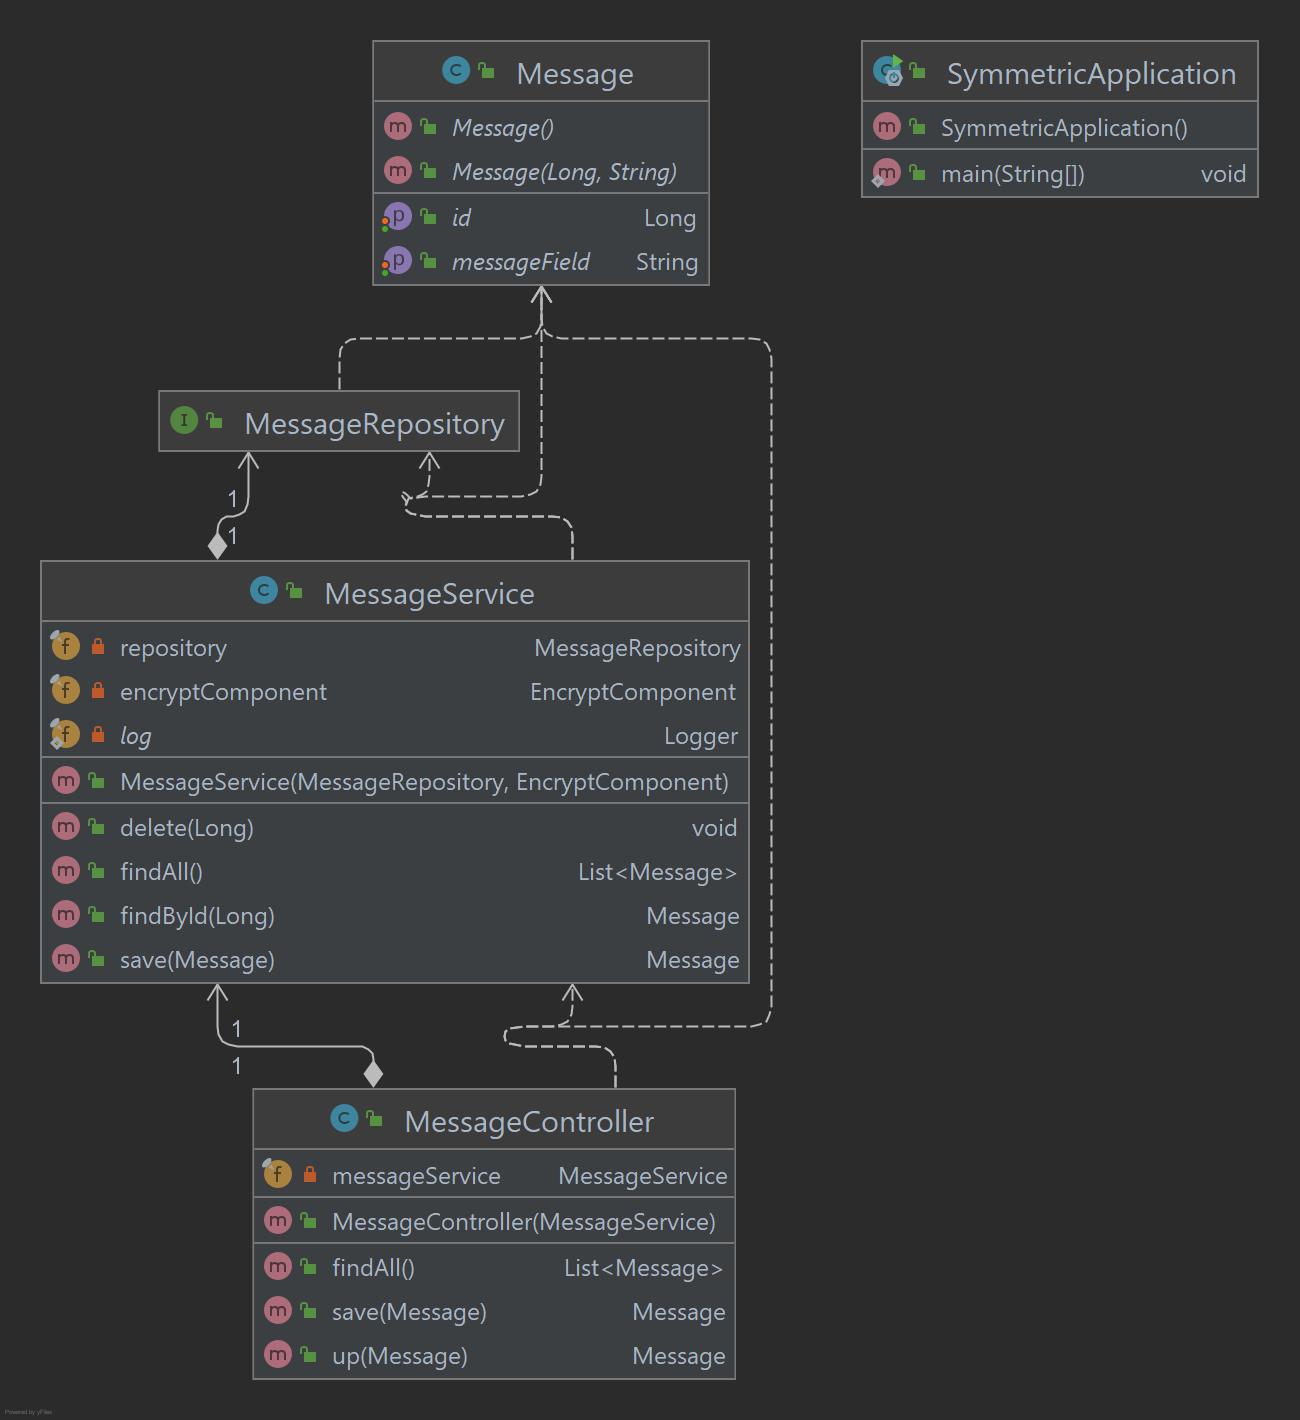 Message
Message()
Message(Long, String)
id Long
messageField String
SymmetricApplication
SymmetricApplication()
main(String[]) void
MessageRepository
1
1
MessageService
repository MessageRepository
encryptComponent EncryptComponent
log Logger
MessageService(MessageRepository, EncryptComponent)
delete(Long) void
findAll() List<Message>
findById(Long) Message
save(Message) Message
1
1
MessageController
messageService MessageService
MessageController(MessageService)
findAll() List<Message>
save(Message) Message
up(Message) Message
Powered by yFiles